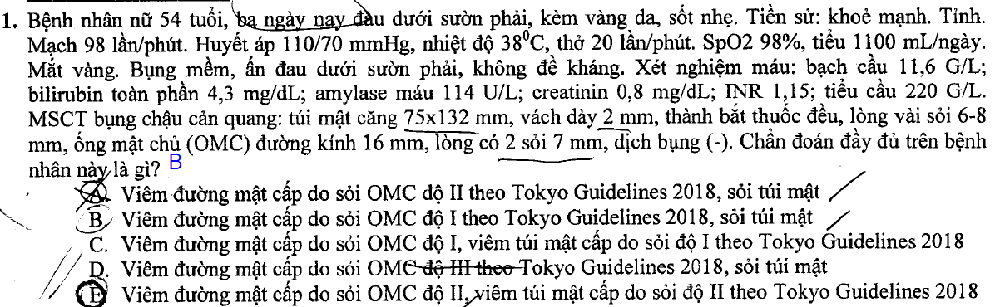 1. Bệnh nhân nữ 54 tuổi, ba ngày nay đau dưới sườn phải, kèm vàng da, sốt nhẹ. Tiền sử: khoẻ mạnh. Tỉnh.
Mạch 98 lần/phút. Huyết áp 110/70 mmHg, nhiệt độ 38⁰C, thở 20 lần/phút. SpO2 98%, tiểu 1100 mL/ngày.
Mắt vàng. Bụng mềm, ấn đau dưới sườn phải, không đề kháng. Xét nghiệm máu: bạch cầu 11,6 G/L;
bilirubin toàn phần 4,3 mg/dL; amylase máu 114 U/L; creatinin 0,8 mg/dL; INR 1,15; tiểu cầu 220 G/L.
MSCT bụng chậu cản quang: túi mật căng 75x132 mm, vách dày 2 mm, thành bắt thuốc đều, lòng vài sỏi 6-8
mm, ống mật chủ (OMC) đường kính 16 mm, lòng có 2 sỏi 7 mm, dịch bụng (-). Chẩn đoán đầy đủ trên bệnh
nhân này là gì? B
A. Viêm đường mật cấp do sỏi OMC độ II theo Tokyo Guidelines 2018, sỏi túi mật
B. Viêm đường mật cấp do sỏi OMC độ I theo Tokyo Guidelines 2018, sỏi túi mật
C. Viêm đường mật cấp do sỏi OMC độ I, viêm túi mật cấp do sỏi độ I theo Tokyo Guidelines 2018
D. Viêm đường mật cấp do sỏi OMC độ III theo Tokyo Guidelines 2018, sỏi túi mật
E. Viêm đường mật cấp do sỏi OMC độ II, viêm túi mật cấp do sỏi độ II theo Tokyo Guidelines 2018